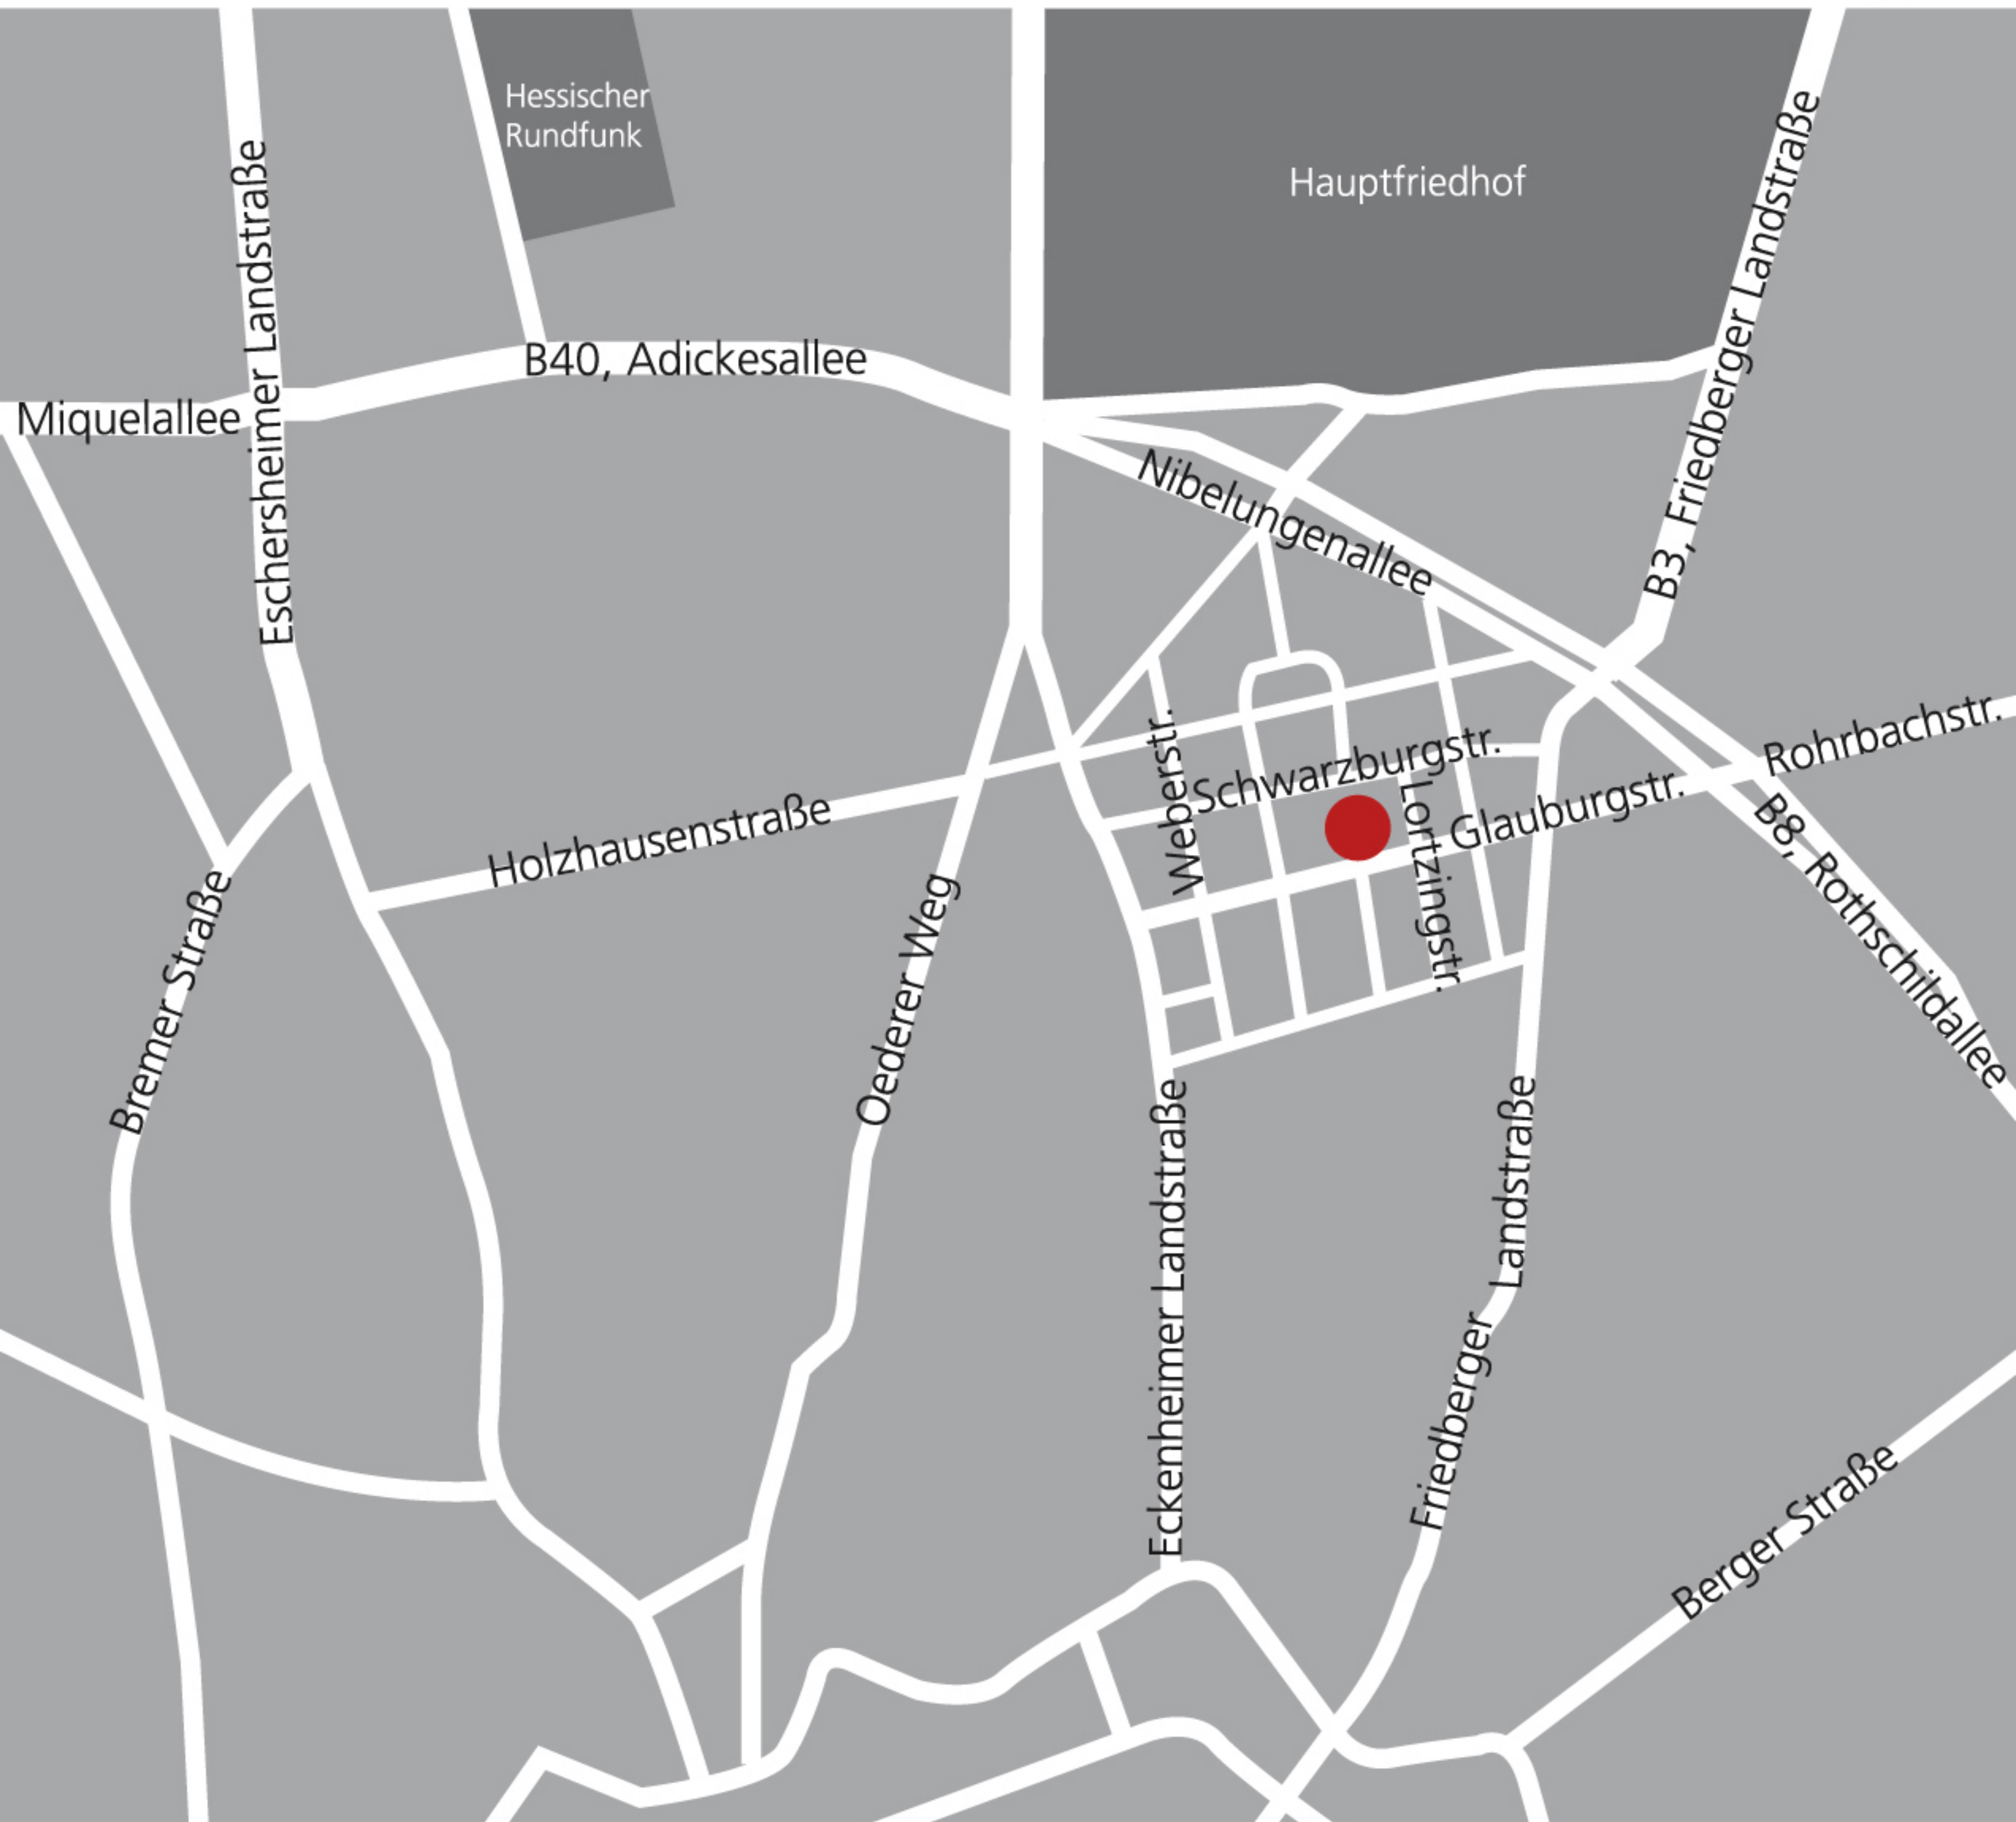 Hessischer
Rundfunk
Hauptfriedhof
Eschersheimer Landstraße
B3, Friedberger Landstraße
B40, Adickesallee
Miquelallee
Nibelungenallee
Rohrbachstr.
Schwarzburgstr.
Weberstr.
Lortzingstr.
Glauburgstr.
Holzhausenstraße
B8, Rothschildallee
Bremer Straße
Oederer Weg
Eckenheimer Landstraße
Friedberger Landstraße
Berger Straße